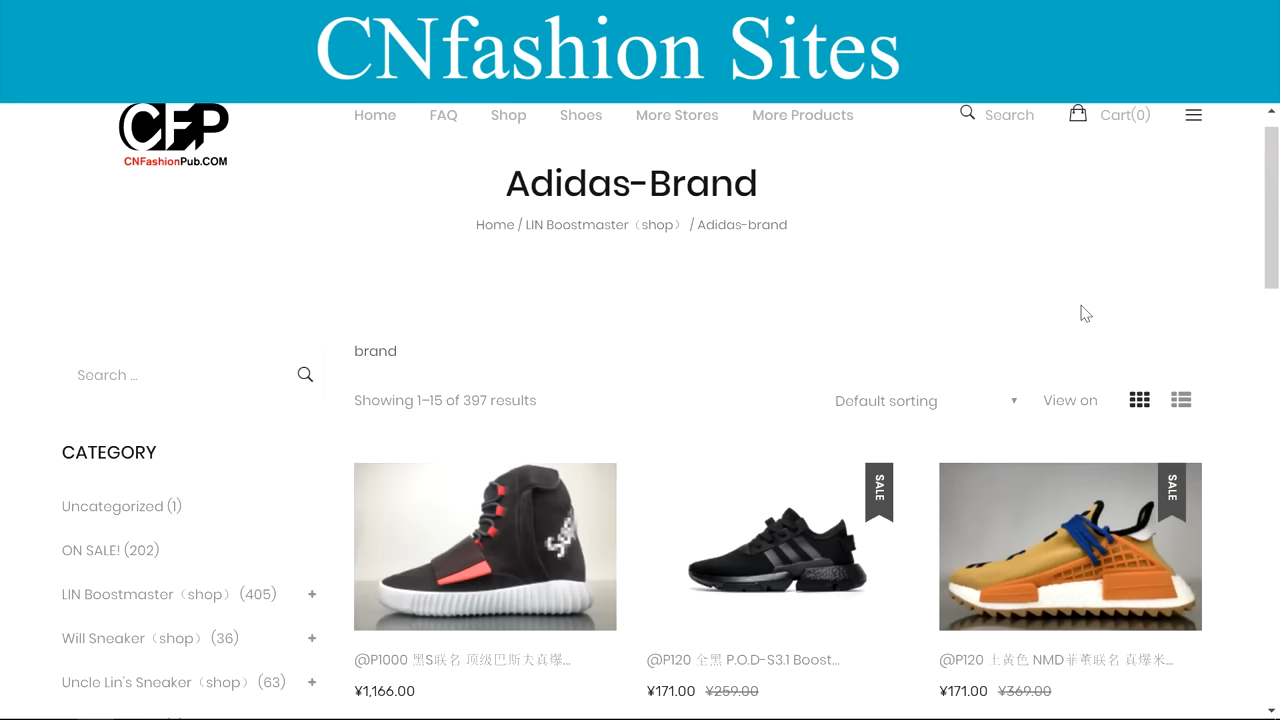 CNfashion Sites
CFP
CNFashionPub.COM
Home FAQ Shop Shoes More Stores More Products Search Cart(0)
Adidas-Brand
Home / LIN Boostmaster（shop） / Adidas-brand
brand
Search ...
Showing 1–15 of 397 results Default sorting View on
CATEGORY
Uncategorized (1)
ON SALE! (202)
LIN Boostmaster（shop） (405)
Will Sneaker（shop） (36)
Uncle Lin's Sneaker（shop） (63)
SALE
SALE
@P1000 黑S联名 顶级巴斯夫真爆...
¥1,166.00
@P120 全黑 P.O.D-S3.1 Boost...
¥171.00 ¥259.00
@P120 土黄色 NMD菲董联名 真爆米...
¥171.00 ¥369.00